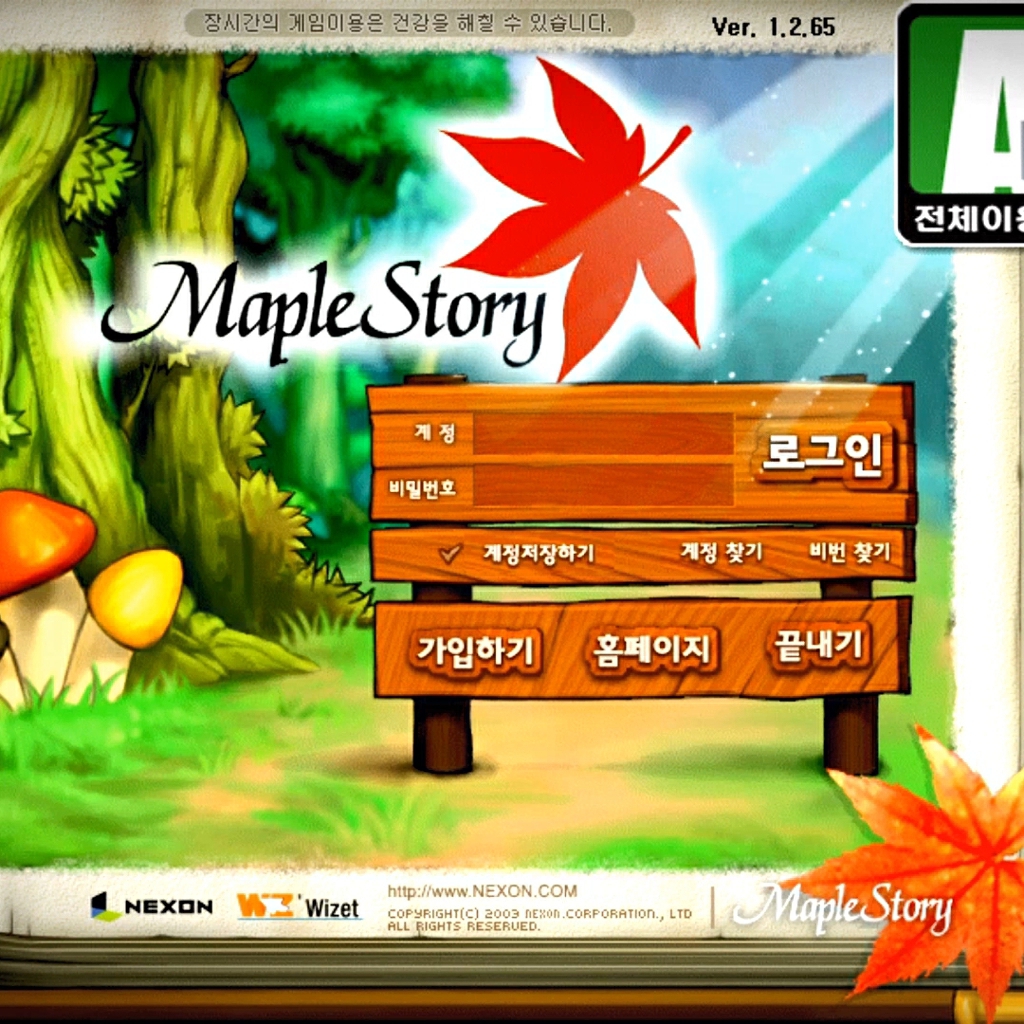 장시간의 게임이용은 건강을 해칠 수 있습니다.
Ver. 1.2.65
A
전체이용
MapleStory
계정
비밀번호
로그인
계정저장하기
계정 찾기
비번 찾기
가입하기
홈페이지
끝내기
NEXON
Wizet
http://www.NEXON.COM
COPYRIGHT(C) 2003 NEXON.CORPORATION., LTD
ALL RIGHTS RESERVED.
MapleStory